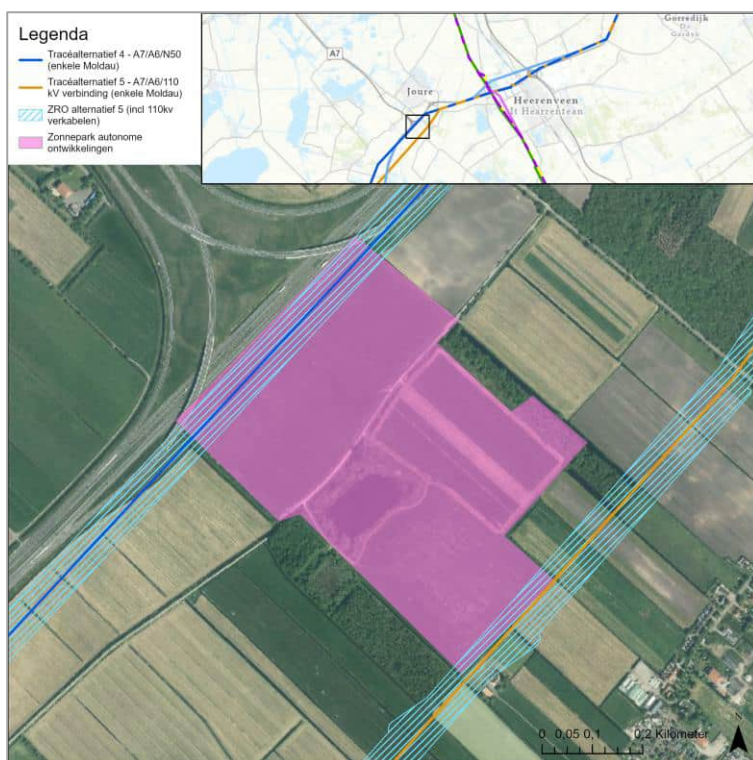 Legenda
Tracéalternatief 4 - A7/A6/N50
(enkele Moldau)
Tracéalternatief 5 - A7/A6/110
kV verbinding (enkele Moldau)
ZRO alternatief 5 (incl 110kv
verkabelen)
Zonnepark autonome
ontwikkelingen
Gorredijk
De
Gerdyk
A7
Joure
Heerenveen
It Hearrenfean
N
0 0,05 0,1 0,2 Kilometer